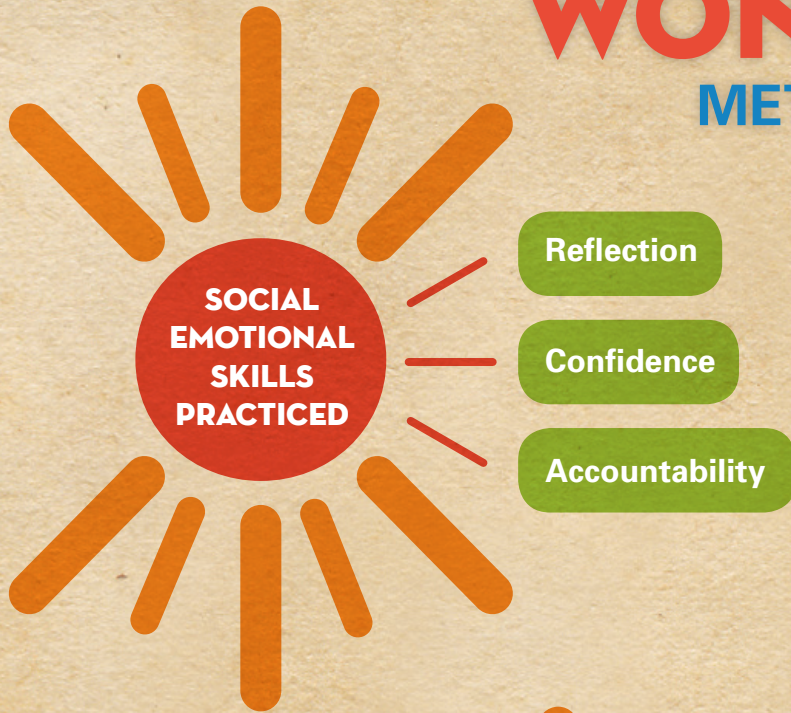 SOCIAL
EMOTIONAL
SKILLS
PRACTICED
Reflection
Confidence
Accountability